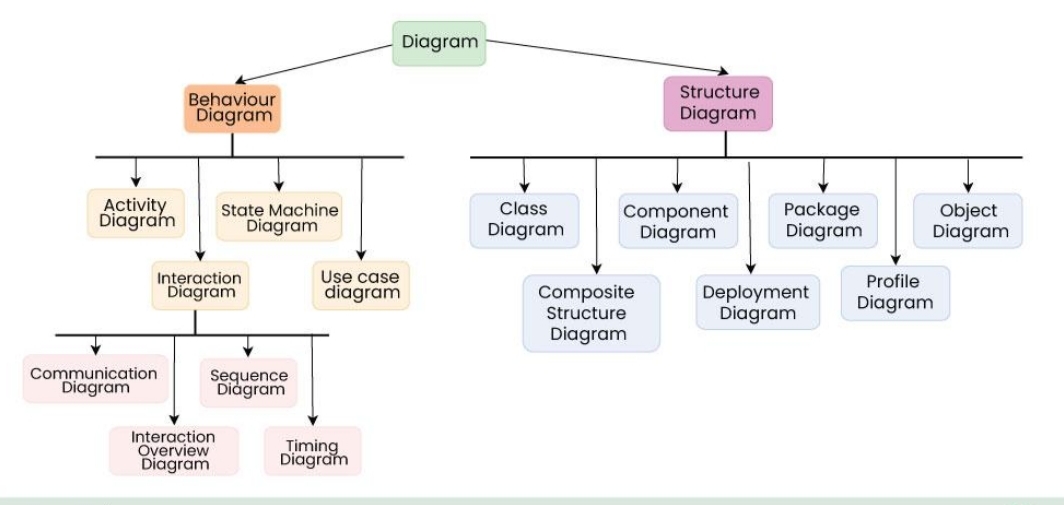 Diagram
Behaviour
Diagram
Structure
Diagram
Activity
Diagram
State Machine
Diagram
Interaction
Diagram
Use case
diagram
Communication
Diagram
Sequence
Diagram
Interaction
Overview
Diagram
Timing
Diagram
Class
Diagram
Component
Diagram
Package
Diagram
Object
Diagram
Composite
Structure
Diagram
Deployment
Diagram
Profile
Diagram